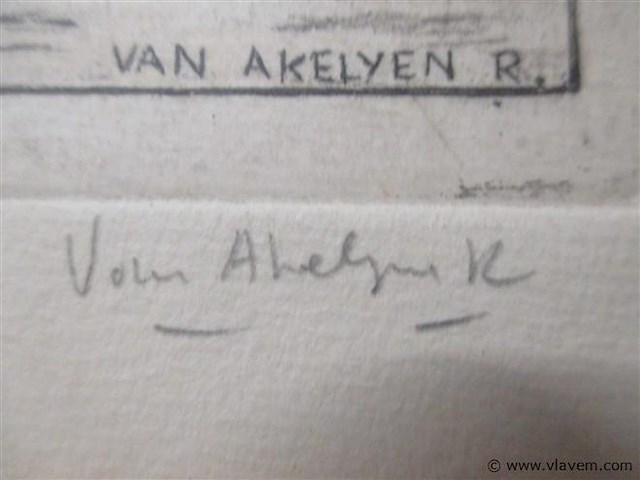 VAN AKELYEN R.
Van Akelyen R
© www.vlavem.com